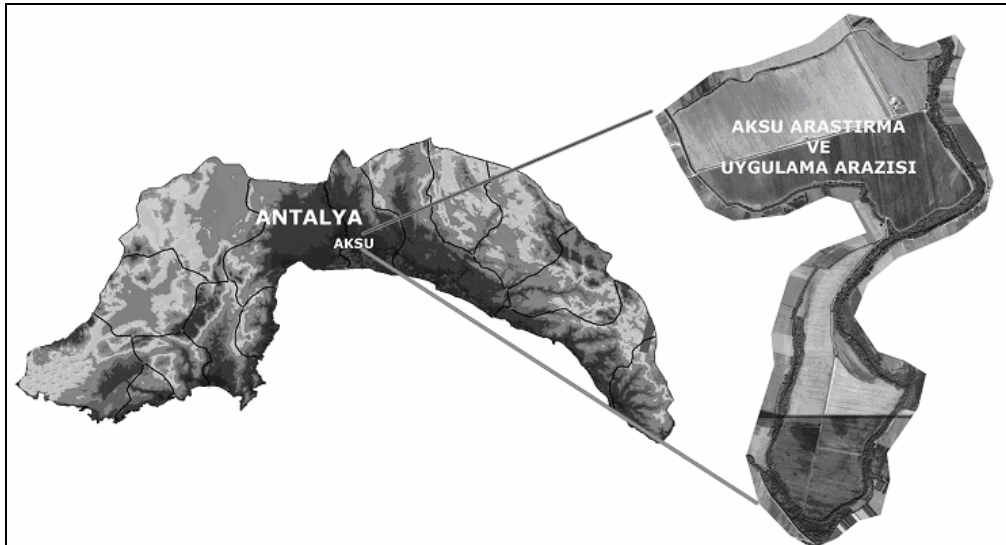 ANTALYA
AKSU
AKSU ARASTIRMA
VE
UYGULAMA ARAZISI